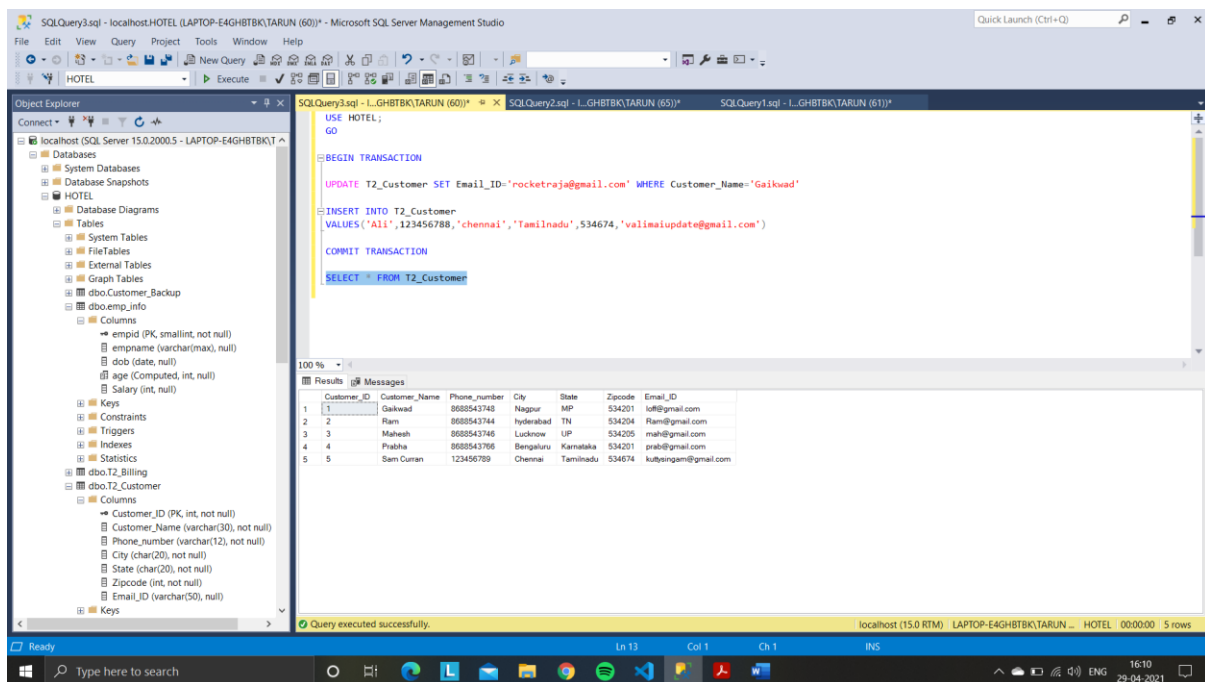 SQLQuery3.sql - localhost.HOTEL (LAPTOP-E4GHBTBK\TARUN (60))* - Microsoft SQL Server Management Studio
Quick Launch (Ctrl+Q)
File Edit View Query Project Tools Window Help
New Query
HOTEL
Execute
Object Explorer
SQLQuery3.sql - l...GHBTBK\TARUN (60))* SQLQuery2.sql - l...GHBTBK\TARUN (65))* SQLQuery1.sql - l...GHBTBK\TARUN (61))*
Connect
localhost (SQL Server 15.0.2000.5 - LAPTOP-E4GHBTBK\T
Databases
System Databases
Database Snapshots
HOTEL
Database Diagrams
Tables
System Tables
FileTables
External Tables
Graph Tables
dbo.Customer_Backup
dbo.emp_info
Columns
empid (PK, smallint, not null)
empname (varchar(max), null)
dob (date, null)
age (Computed, int, null)
Salary (int, null)
Keys
Constraints
Triggers
Indexes
Statistics
dbo.T2_Billing
dbo.T2_Customer
Columns
Customer_ID (PK, int, not null)
Customer_Name (varchar(30), not null)
Phone_number (varchar(12), not null)
City (char(20), not null)
State (char(20), not null)
Zipcode (int, not null)
Email_ID (varchar(50), null)
Keys
USE HOTEL;
GO
BEGIN TRANSACTION
UPDATE T2_Customer SET Email_ID='rocketraja@gmail.com' WHERE Customer_Name='Gaikwad'
INSERT INTO T2_Customer
VALUES('Ali',123456788,'chennai','Tamilnadu',534674,'valimaiupdate@gmail.com')
COMMIT TRANSACTION
SELECT * FROM T2_Customer
100 %
Results Messages
Customer_ID Customer_Name Phone_number City State Zipcode Email_ID
1 1 Gaikwad 8688543748 Nagpur MP 534201 loff@gmail.com
2 2 Ram 8688543744 hyderabad TN 534204 Ram@gmail.com
3 3 Mahesh 8688543746 Lucknow UP 534205 mah@gmail.com
4 4 Prabha 8688543766 Bengaluru Karnataka 534201 prab@gmail.com
5 5 Sam Curran 123456789 Chennai Tamilnadu 534674 kuttysingam@gmail.com
Query executed successfully.
localhost (15.0 RTM) LAPTOP-E4GHBTBK\TARUN ... HOTEL 00:00:00 5 rows
Ready
Ln 13 Col 1 Ch 1 INS
Type here to search
ENG
16:10
29-04-2021